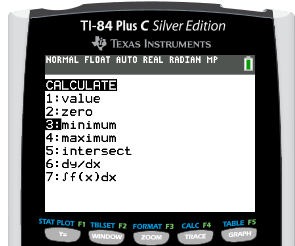 TI-84 Plus C Silver Edition
TEXAS INSTRUMENTS
NORMAL FLOAT AUTO REAL RADIAN MP
CALCULATE
1:value
2:zero
3:minimum
4:maximum
5:intersect
6:dy/dx
7:∫f(x)dx
STAT PLOT F1 TBLSET F2 FORMAT F3 CALC F4 TABLE F5
Y= WINDOW ZOOM TRACE GRAPH